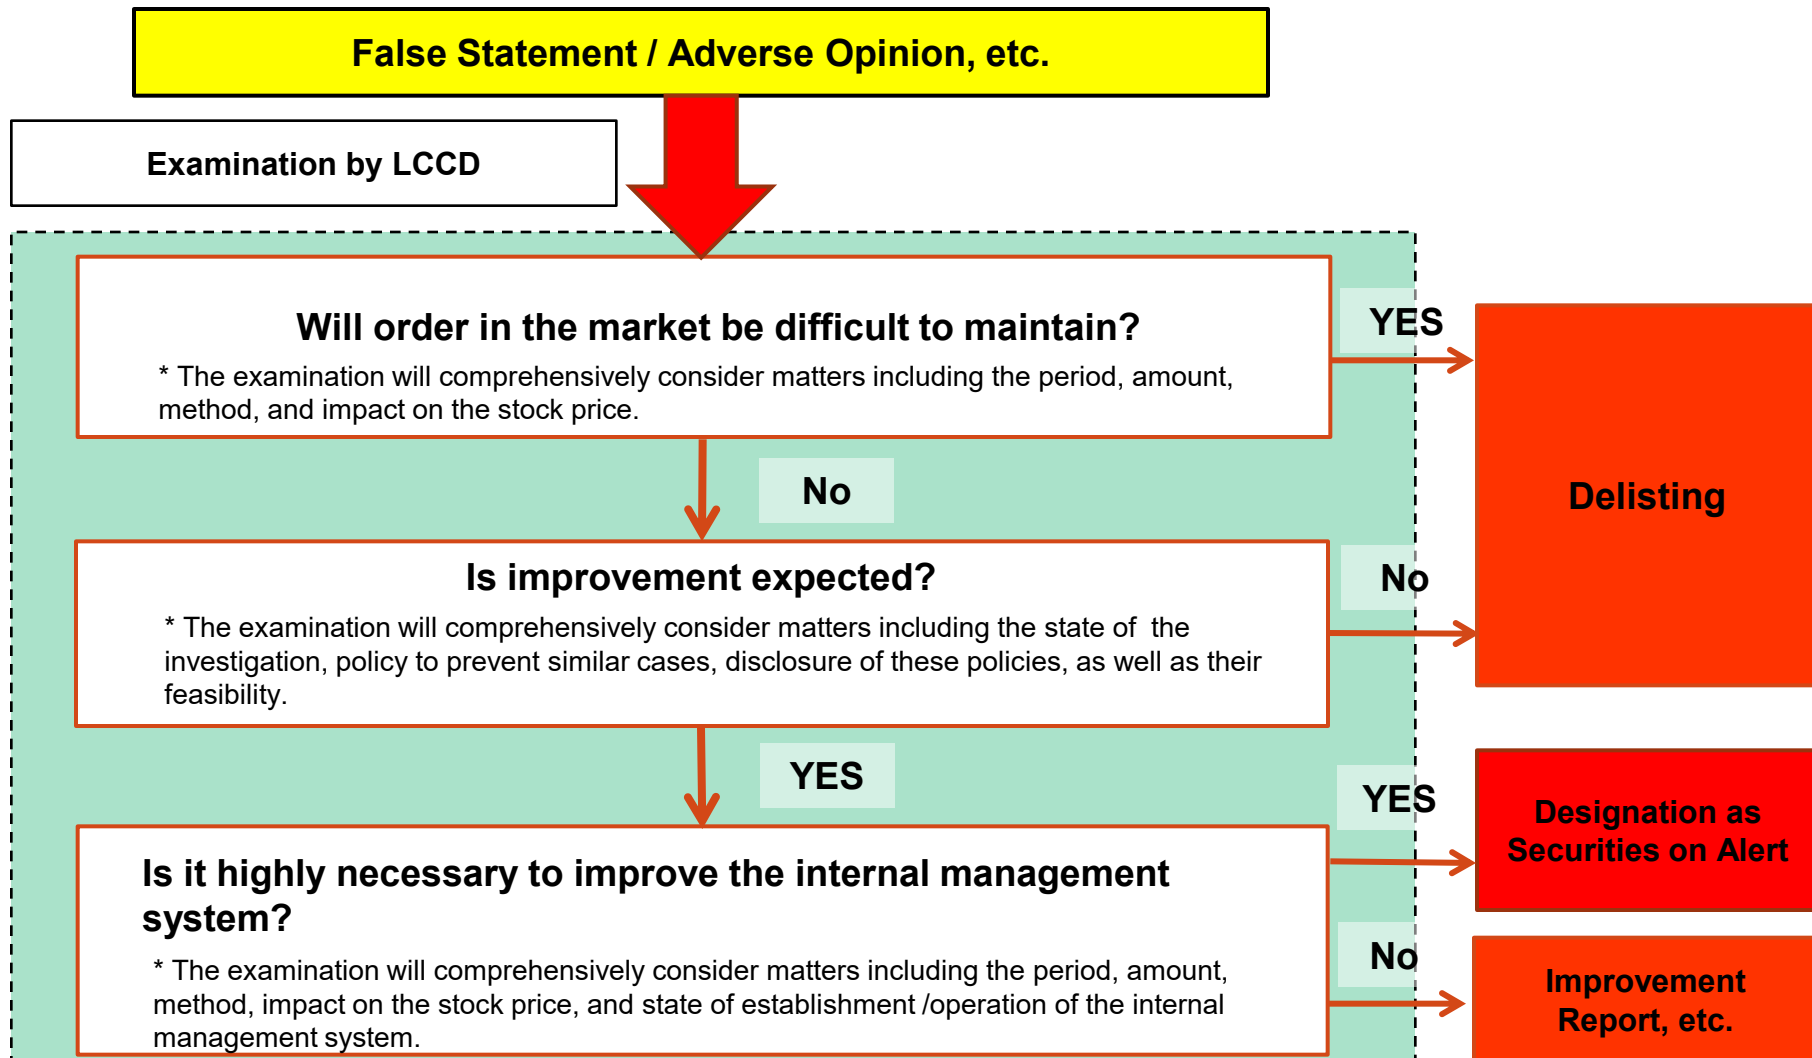 False Statement / Adverse Opinion, etc.
Examination by LCCD
Will order in the market be difficult to maintain?
* The examination will comprehensively consider matters including the period, amount,
method, and impact on the stock price.
YES
Delisting
No
Is improvement expected?
* The examination will comprehensively consider matters including the state of the
investigation, policy to prevent similar cases, disclosure of these policies, as well as their
feasibility.
No
YES
Is it highly necessary to improve the internal management
system?
* The examination will comprehensively consider matters including the period, amount,
method, impact on the stock price, and state of establishment /operation of the internal
management system.
YES
Designation as
Securities on Alert
No
Improvement
Report, etc.